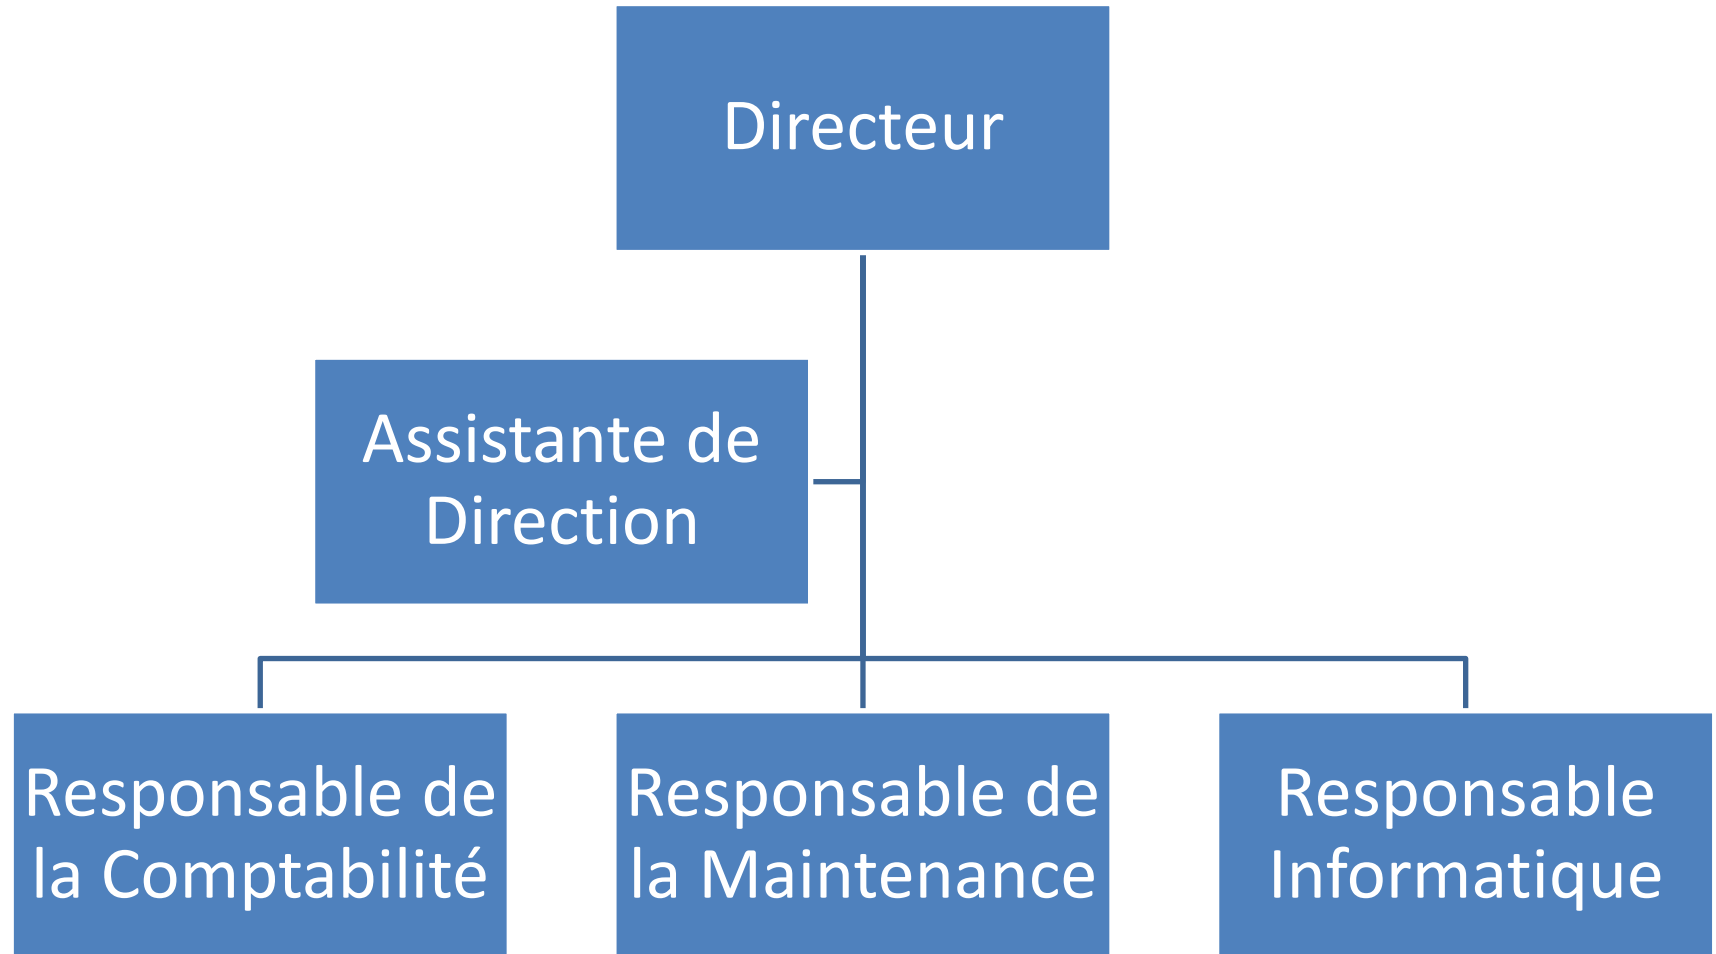 Directeur
Assistante de
Direction
Responsable de
la Comptabilité
Responsable de
la Maintenance
Responsable
Informatique